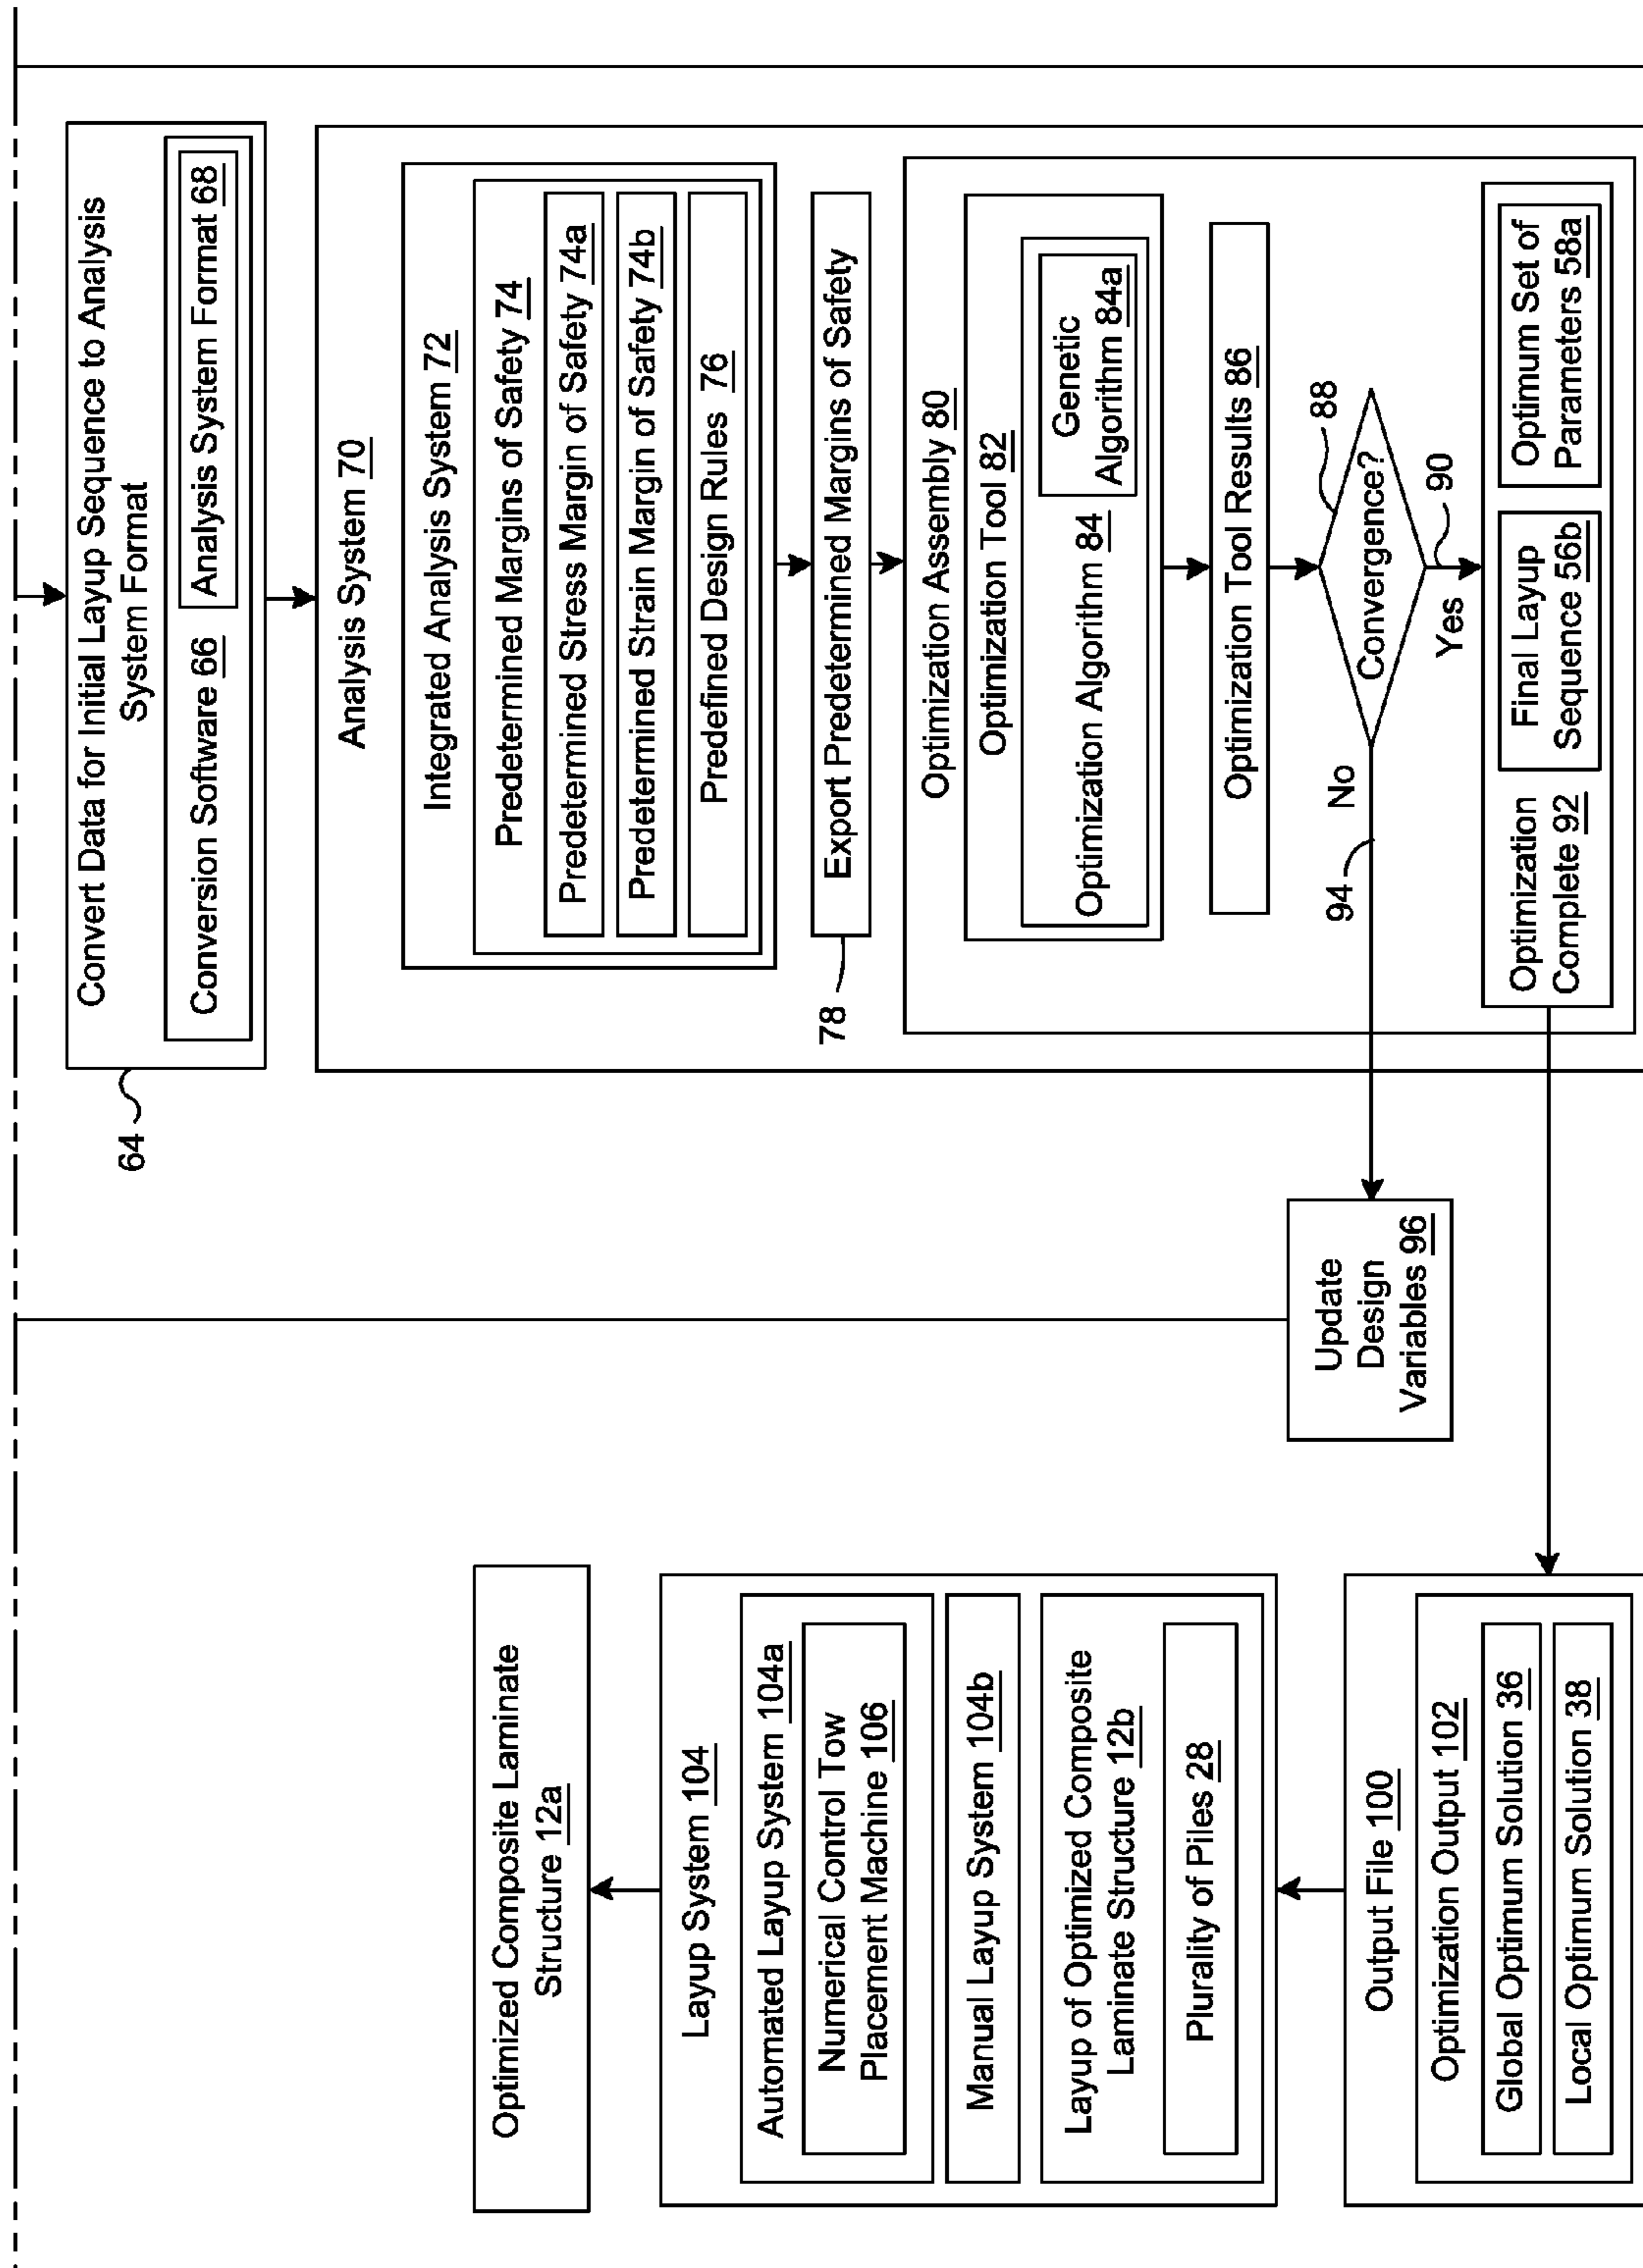 Convert Data for Initial Layup Sequence to Analysis
System Format
Conversion Software 66
Analysis System Format 68
64
Analysis System 70
Integrated Analysis System 72
Predetermined Margins of Safety 74
Predetermined Stress Margin of Safety 74a
Predetermined Strain Margin of Safety 74b
Predefined Design Rules 76
78
Export Predetermined Margins of Safety
Optimization Assembly 80
Optimization Tool 82
Optimization Algorithm 84
Genetic
Algorithm 84a
Optimization Tool Results 86
Convergence?
88
No
94
Yes
90
Optimization
Complete 92
Final Layup
Sequence 56b
Optimum Set of
Parameters 58a
Update
Design
Variables 96
Optimized Composite Laminate
Structure 12a
Layup System 104
Automated Layup System 104a
Numerical Control Tow
Placement Machine 106
Manual Layup System 104b
Layup of Optimized Composite
Laminate Structure 12b
Plurality of Piles 28
Output File 100
Optimization Output 102
Global Optimum Solution 36
Local Optimum Solution 38